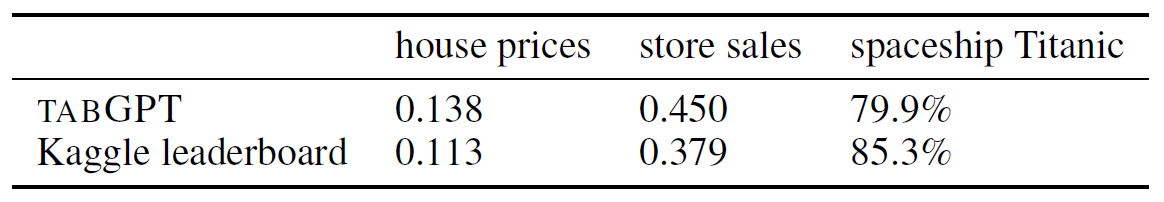 house prices store sales spaceship Titanic
TABGPT 0.138 0.450 79.9%
Kaggle leaderboard 0.113 0.379 85.3%